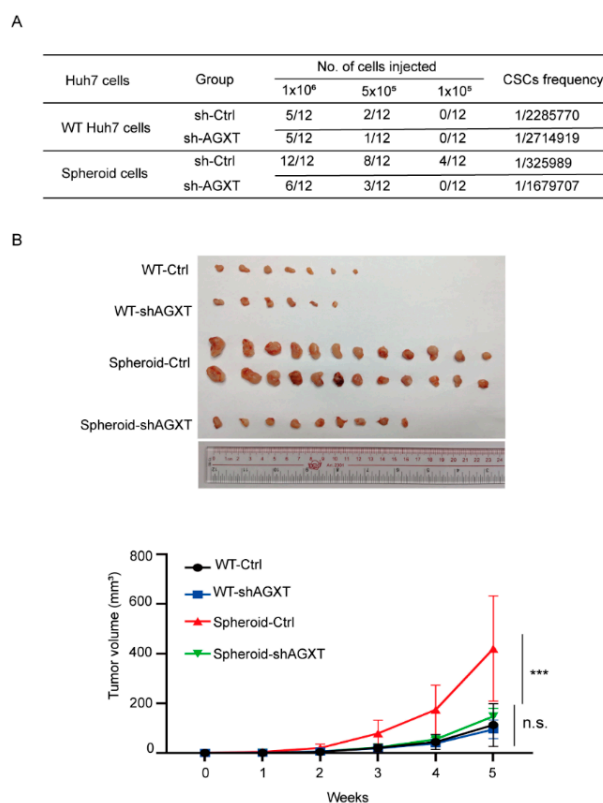 A
Huh7 cells Group No. of cells injected CSCs frequency
1x10⁶ 5x10⁵ 1x10⁵
WT Huh7 cells sh-Ctrl 5/12 2/12 0/12 1/2285770
sh-AGXT 5/12 1/12 0/12 1/2714919
Spheroid cells sh-Ctrl 12/12 8/12 4/12 1/325989
sh-AGXT 6/12 3/12 0/12 1/1679707
B
WT-Ctrl
WT-shAGXT
Spheroid-Ctrl
Spheroid-shAGXT
Tumor volume (mm³)
800
600
400
200
0
WT-Ctrl
WT-shAGXT
Spheroid-Ctrl
Spheroid-shAGXT
***
n.s.
0 1 2 3 4 5
Weeks